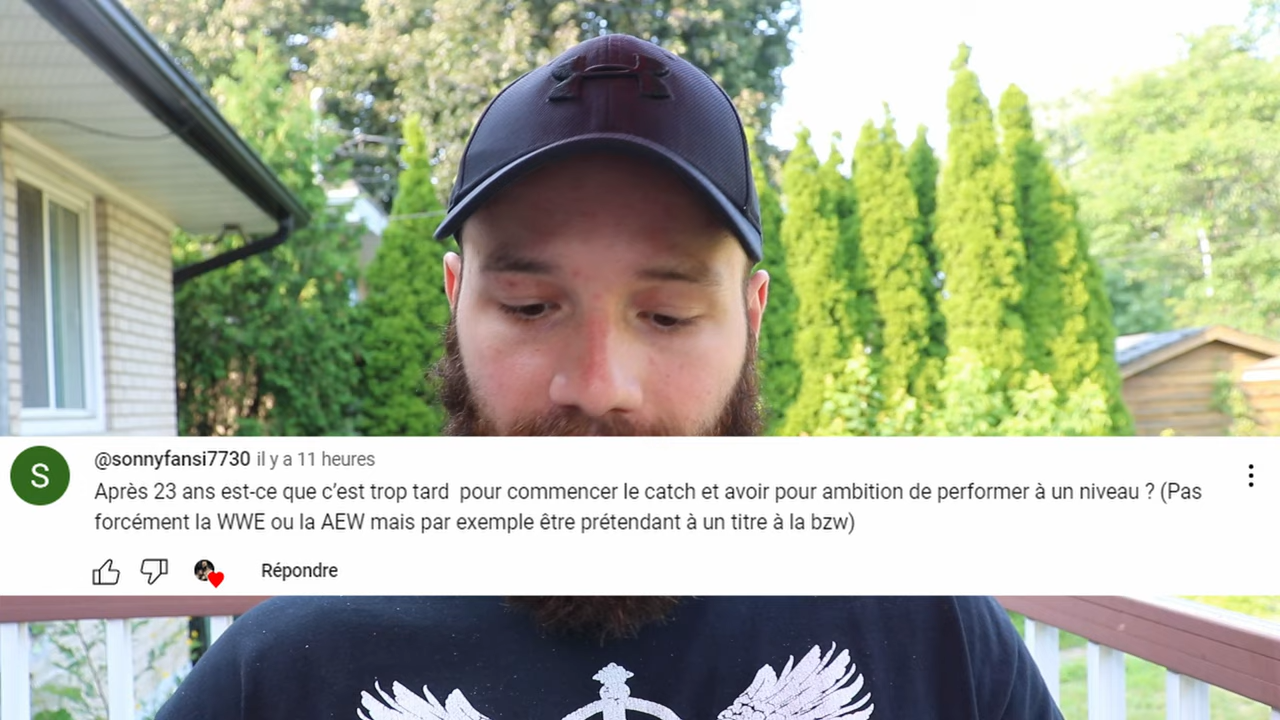 S
@sonnyfansi7730 il y a 11 heures
Après 23 ans est-ce que c’est trop tard pour commencer le catch et avoir pour ambition de performer à un niveau ? (Pas
forcément la WWE ou la AEW mais par exemple être prétendant à un titre à la bzw)
Répondre